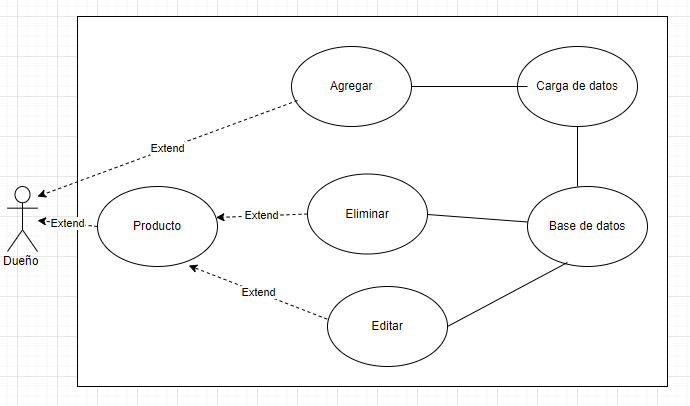 Agregar
Carga de datos
Extend
Dueño
Extend
Producto
Extend
Eliminar
Base de datos
Extend
Editar